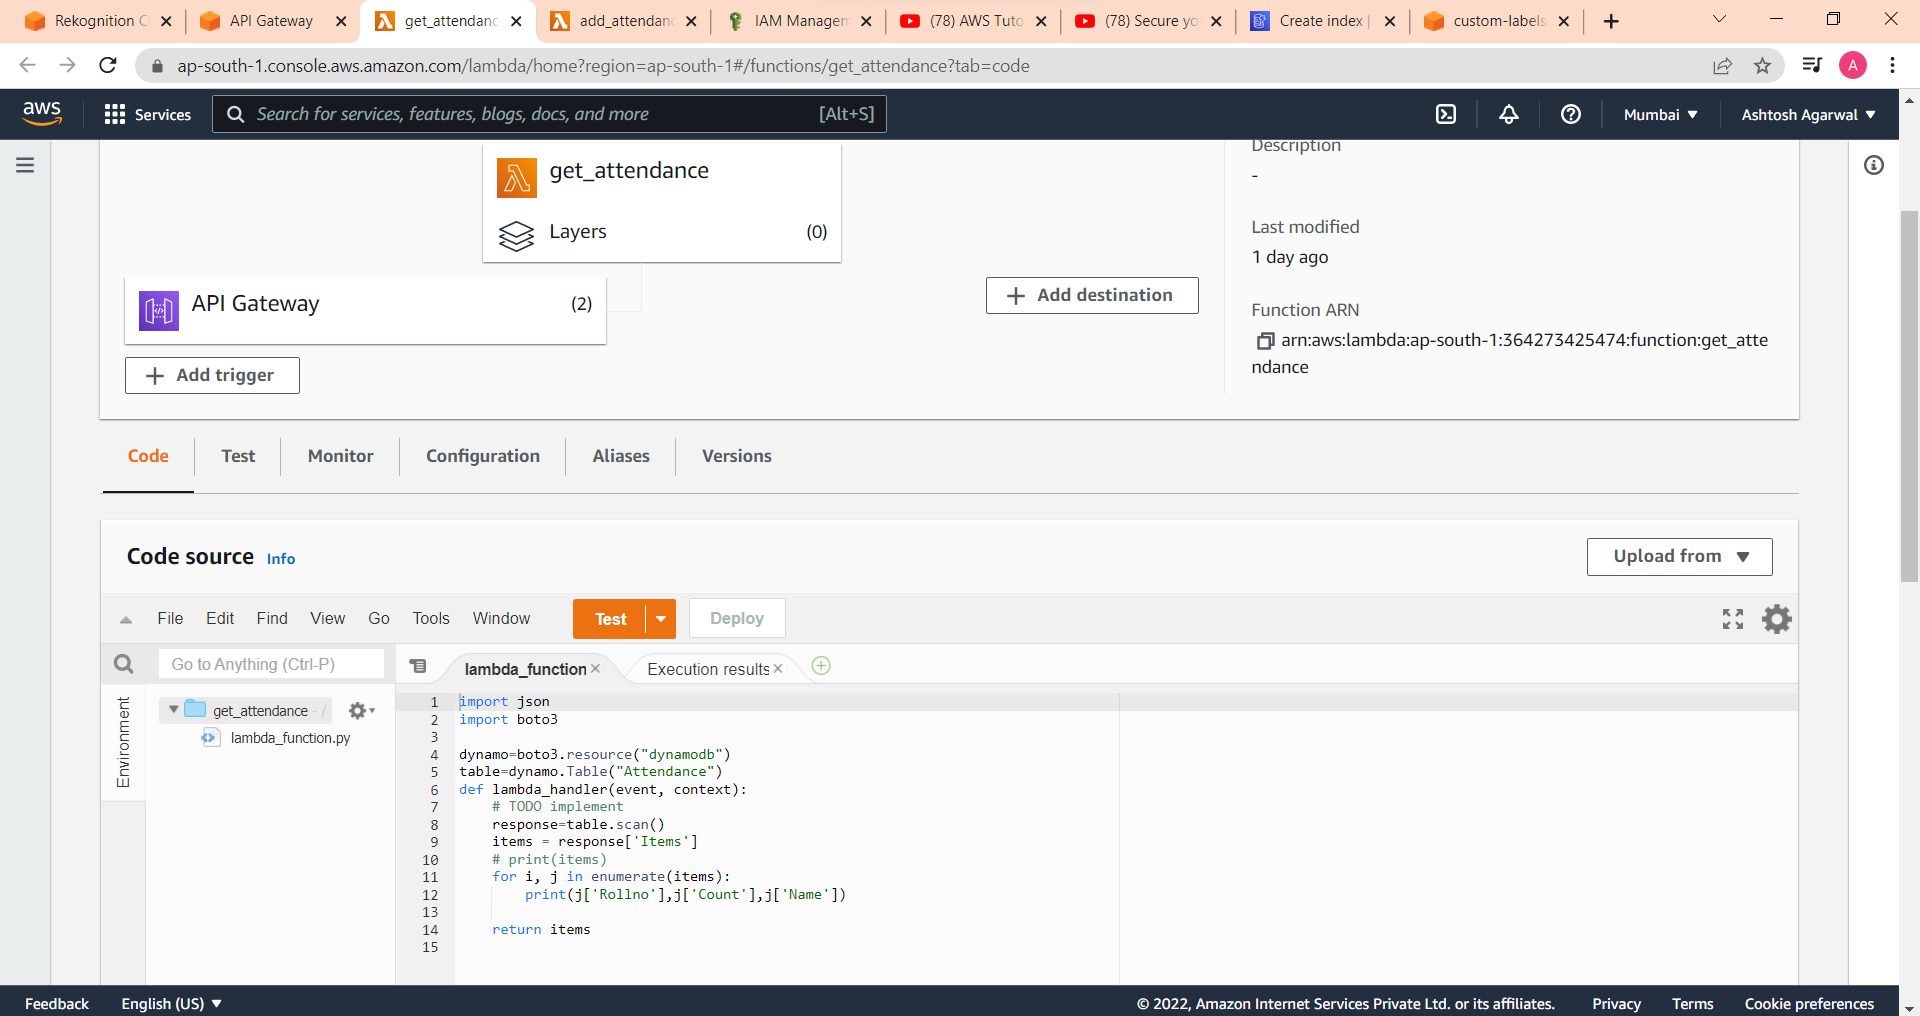 Rekognition C
API Gateway
get_attendanc
add_attendanc
IAM Managem
(78) AWS Tuto
(78) Secure yo
Create index |
custom-labels
ap-south-1.console.aws.amazon.com/lambda/home?region=ap-south-1#/functions/get_attendance?tab=code
A
aws
Services
Search for services, features, blogs, docs, and more
[Alt+S]
Mumbai
Ashtosh Agarwal
get_attendance
Layers
(0)
API Gateway
(2)
+ Add trigger
+ Add destination
Description
-
Last modified
1 day ago
Function ARN
arn:aws:lambda:ap-south-1:364273425474:function:get_atte
ndance
Code
Test
Monitor
Configuration
Aliases
Versions
Code source Info
Upload from
File Edit Find View Go Tools Window
Test
Deploy
Go to Anything (Ctrl-P)
lambda_function
Execution results
Environment
get_attendance - /
lambda_function.py
1 import json
2 import boto3
3
4 dynamo=boto3.resource("dynamodb")
5 table=dynamo.Table("Attendance")
6 def lambda_handler(event, context):
7     # TODO implement
8     response=table.scan()
9     items = response['Items']
10     # print(items)
11     for i, j in enumerate(items):
12         print(j['Rollno'],j['Count'],j['Name'])
13
14     return items
15
Feedback
English (US)
© 2022, Amazon Internet Services Private Ltd. or its affiliates.
Privacy
Terms
Cookie preferences